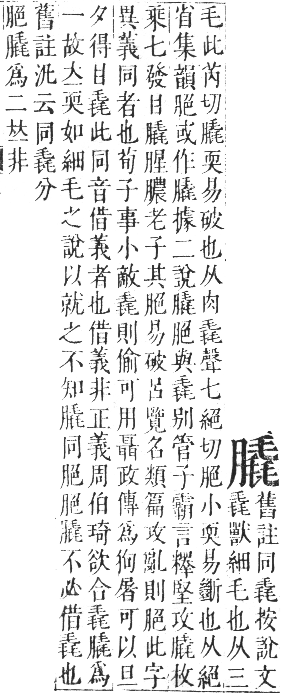 膬
舊註同毳按說文
毳獸細毛也从三
毛此芮切膬耎易破也从肉毳聲七絕切脃小耎易斷也从絕
省集韻脃或作膬據二說膬脃與毳別管子霸言釋堅攻膬枚
乘七發曰膬腥膿老子其脃易破呂覽名類篇攻亂則脃此字
異義同者也荀子事小敵毳則偷可用聶政傳爲狗屠可以旦
夕得甘毳此同音借義者也借義非正義周伯琦欲合毳膬爲
一故大耎如細毛之說以就之不知膬同脃脃膬不必借毳也
舊註泛云同毳分
脃膬爲二𠀤非